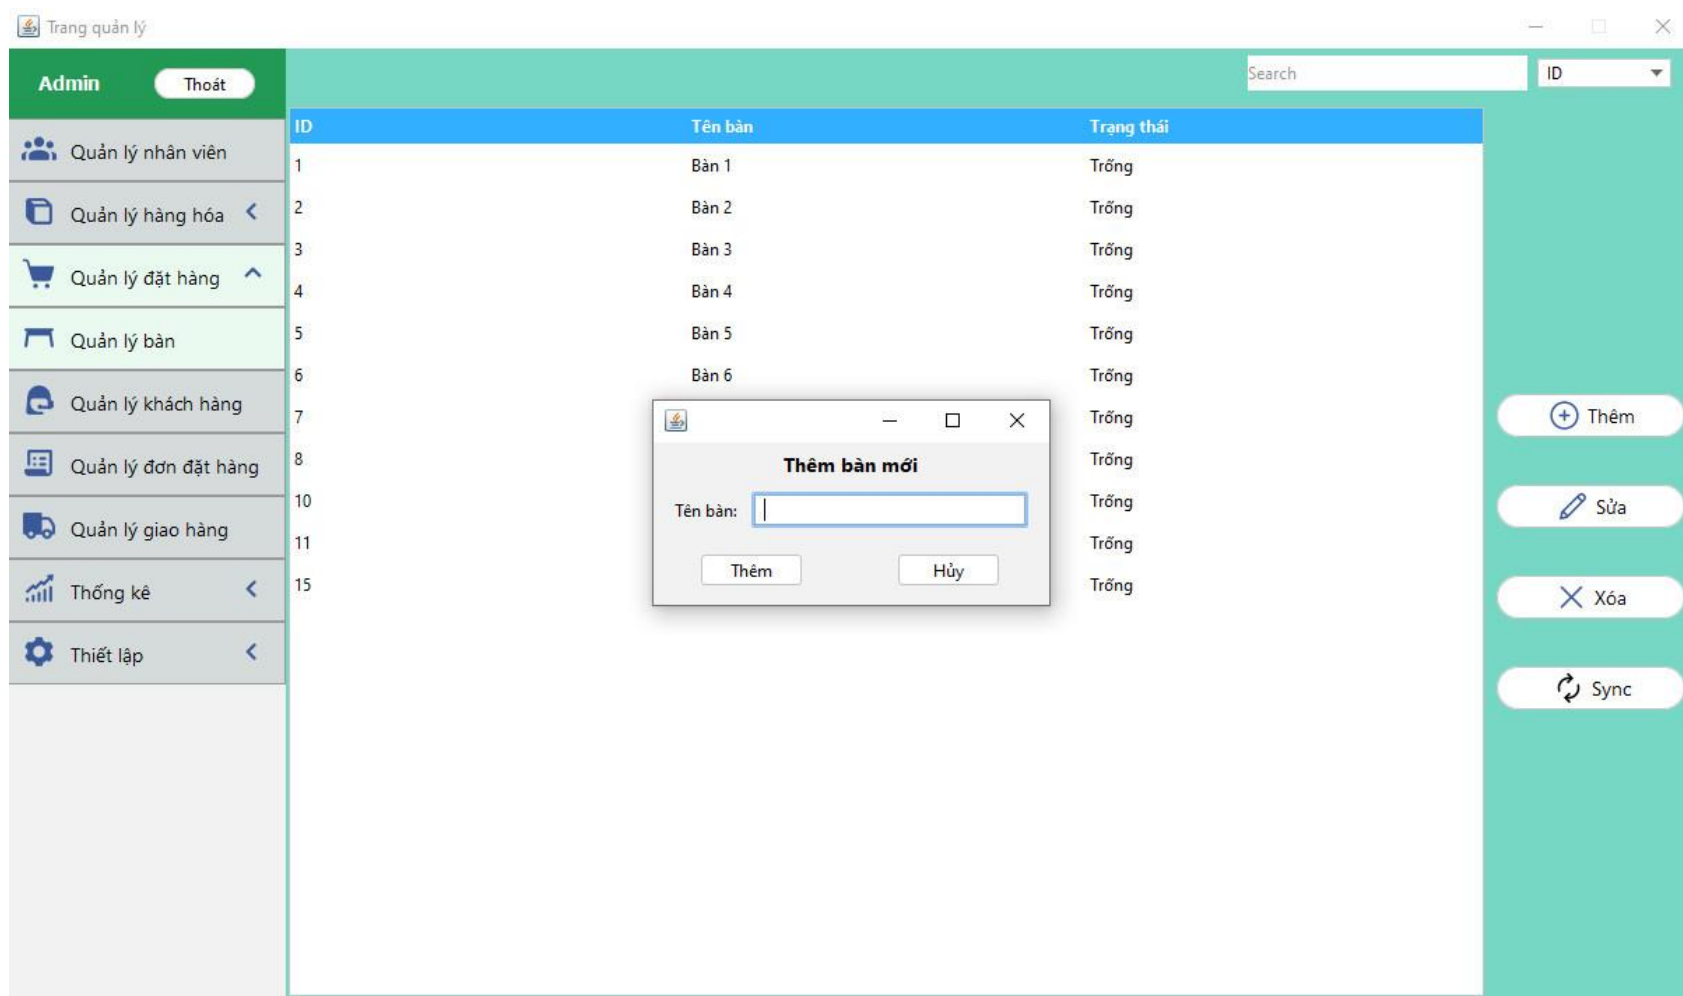 Trang quản lý
Admin Thoát
Search ID
Quản lý nhân viên
Quản lý hàng hóa
Quản lý đặt hàng
Quản lý bàn
Quản lý khách hàng
Quản lý đơn đặt hàng
Quản lý giao hàng
Thống kê
Thiết lập
ID Tên bàn Trạng thái
1 Bàn 1 Trống
2 Bàn 2 Trống
3 Bàn 3 Trống
4 Bàn 4 Trống
5 Bàn 5 Trống
6 Bàn 6 Trống
7 Trống
8 Trống
10 Trống
11 Trống
15 Trống
Thêm bàn mới
Tên bàn:
Thêm Hủy
Thêm
Sửa
Xóa
Sync